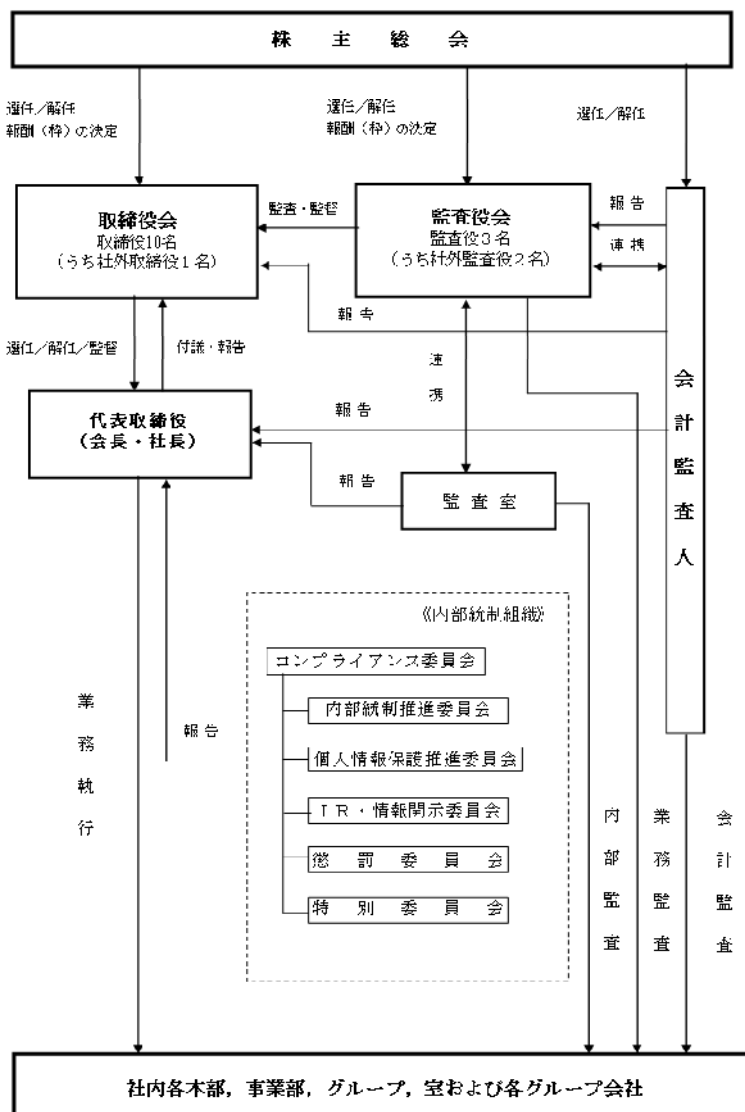 株主総会
選任/解任
報酬(枠)の決定
選任/解任
報酬(枠)の決定
選任/解任
取締役会
取締役10名
(うち社外取締役1名)
監査・監督
監査役会
監査役3名
(うち社外監査役2名)
報告
連携
報告
選任/解任/監督
付議・報告
連携
会計監査人
代表取締役
(会長・社長)
報告
報告
監査室
《内部統制組織》
コンプライアンス委員会
内部統制推進委員会
個人情報保護推進委員会
IR・情報開示委員会
懲罰委員会
特別委員会
業務執行
報告
内部監査
業務監査
会計監査
社内各本部,事業部,グループ,室および各グループ会社